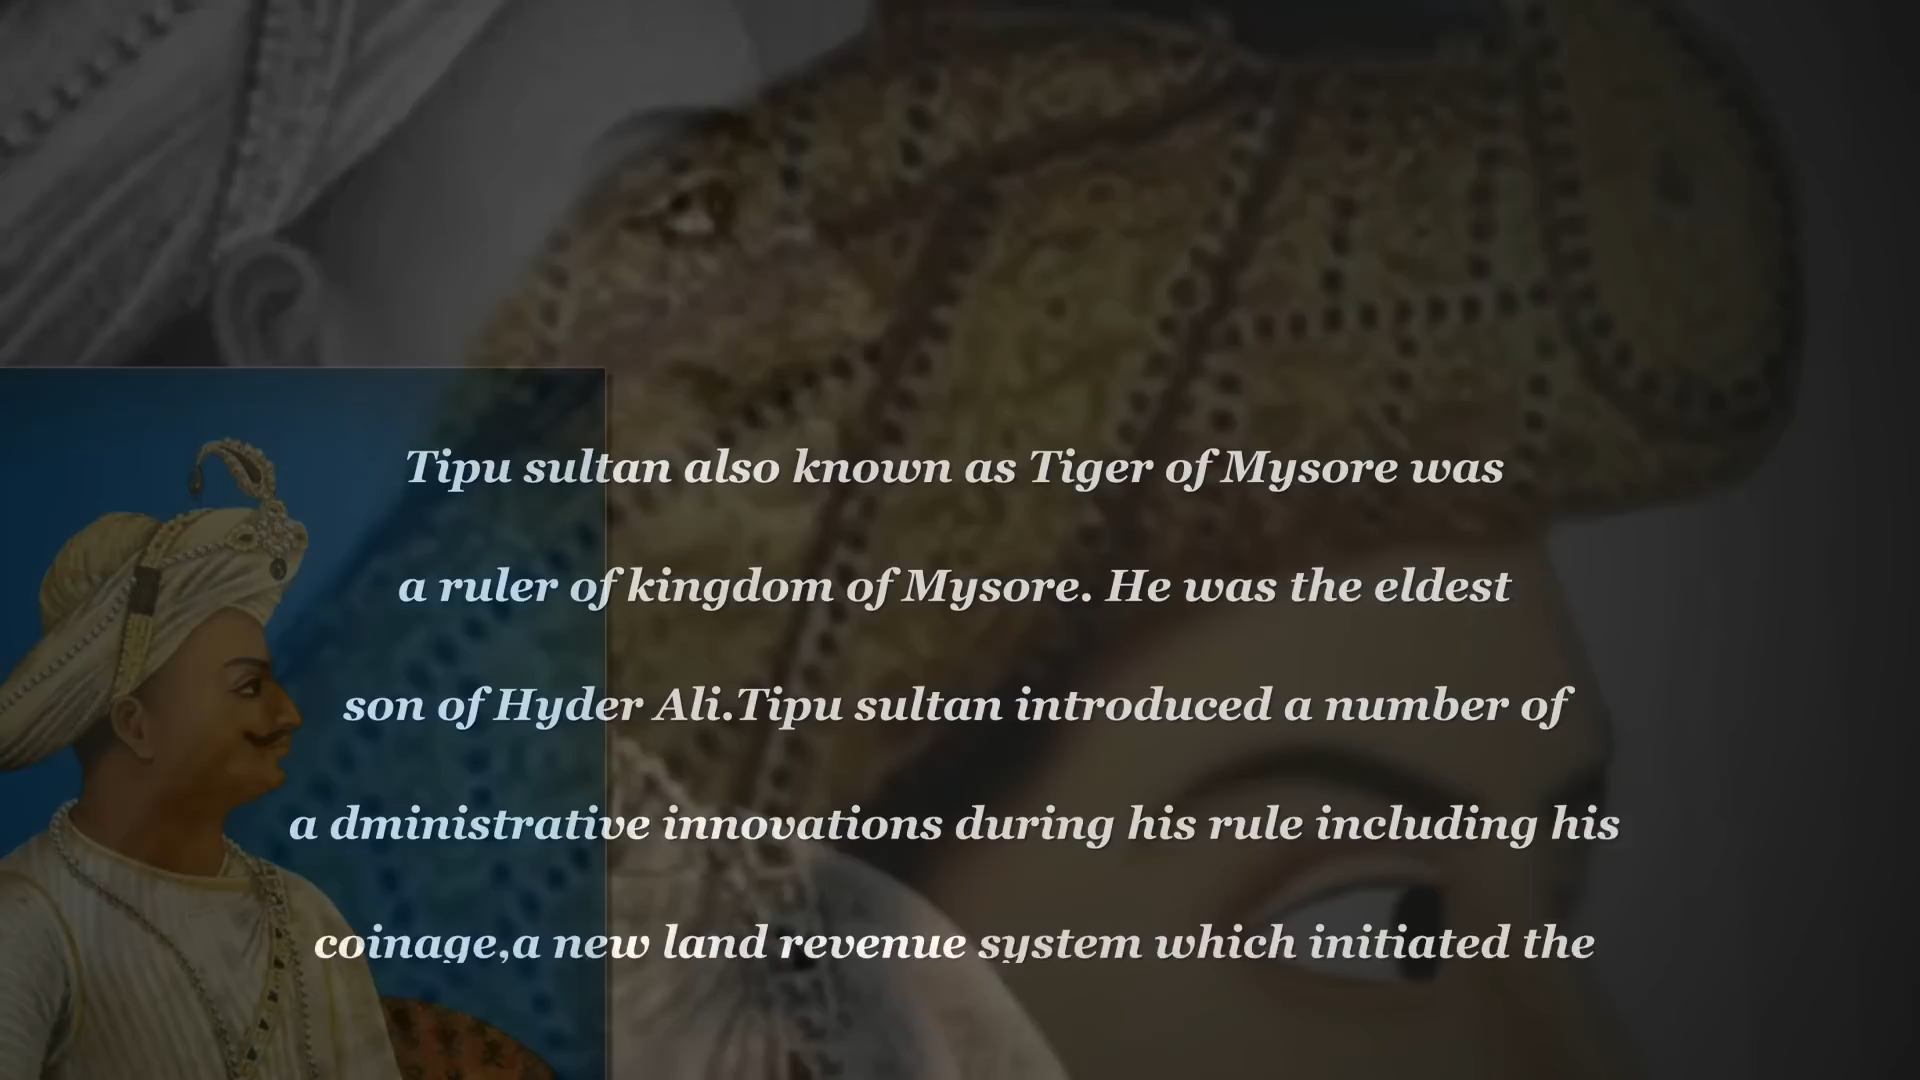 Tipu sultan also known as Tiger of Mysore was
a ruler of kingdom of Mysore. He was the eldest
son of Hyder Ali.Tipu sultan introduced a number of
a dministrative innovations during his rule including his
coinage,a new land revenue system which initiated the